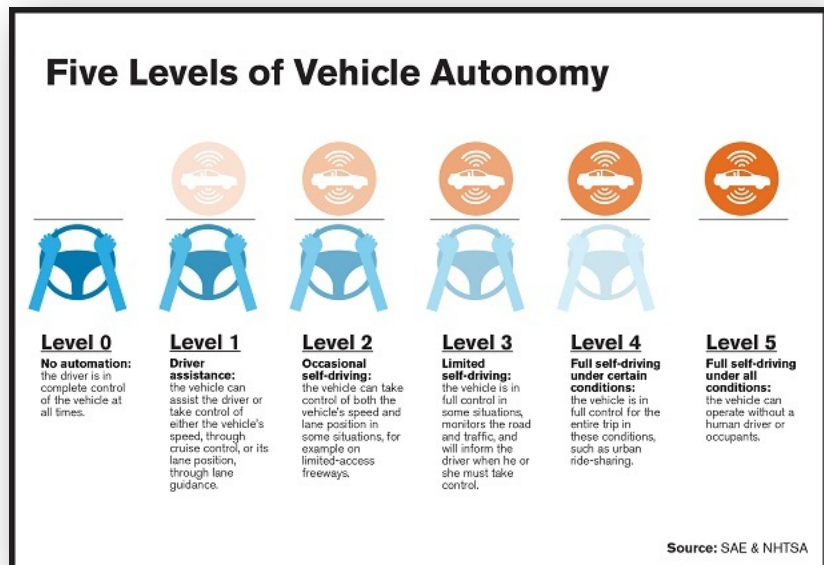 Five Levels of Vehicle Autonomy
Level 0
No automation:
the driver is in
complete control
of the vehicle at
all times.
Level 1
Driver
assistance:
the vehicle can
assist the driver or
take control of
either the vehicle's
speed, through
cruise control, or its
lane position,
through lane
guidance.
Level 2
Occasional
self-driving:
the vehicle can take
control of both the
vehicle's speed and
lane position in
some situations, for
example on
limited-access
freeways.
Level 3
Limited
self-driving:
the vehicle is in
full control in
some situations,
monitors the road
and traffic, and
will inform the
driver when he or
she must take
control.
Level 4
Full self-driving
under certain
conditions:
the vehicle is in
full control for the
entire trip in
these conditions,
such as urban
ride-sharing.
Level 5
Full self-driving
under all
conditions:
the vehicle can
operate without a
human driver or
occupants.
Source: SAE & NHTSA